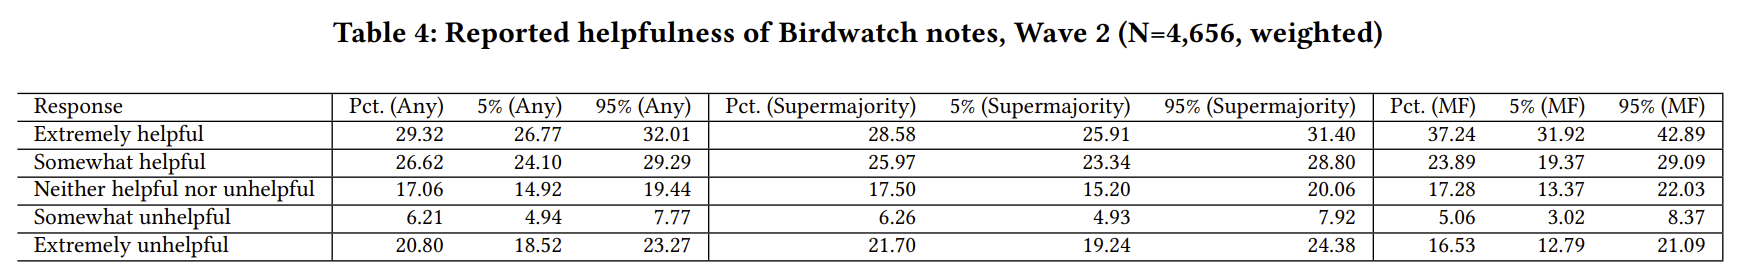 Table 4: Reported helpfulness of Birdwatch notes, Wave 2 (N=4,656, weighted)
Response Pct. (Any) 5% (Any) 95% (Any) Pct. (Supermajority) 5% (Supermajority) 95% (Supermajority) Pct. (MF) 5% (MF) 95% (MF)
Extremely helpful 29.32 26.77 32.01 28.58 25.91 31.40 37.24 31.92 42.89
Somewhat helpful 26.62 24.10 29.29 25.97 23.34 28.80 23.89 19.37 29.09
Neither helpful nor unhelpful 17.06 14.92 19.44 17.50 15.20 20.06 17.28 13.37 22.03
Somewhat unhelpful 6.21 4.94 7.77 6.26 4.93 7.92 5.06 3.02 8.37
Extremely unhelpful 20.80 18.52 23.27 21.70 19.24 24.38 16.53 12.79 21.09